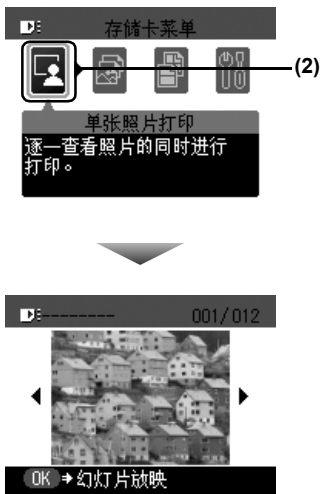 存储卡菜单
(2)
单张照片打印
逐一查看照片的同时进行
打印。
--------- 001/012
OK 幻灯片放映